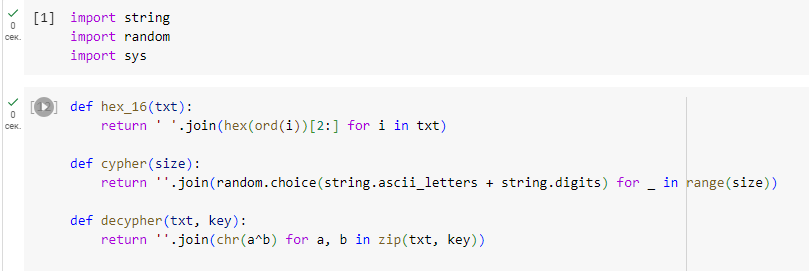 [1] import string
0 import random
сек. import sys
[12] def hex_16(txt):
0 return ' '.join(hex(ord(i))[2:] for i in txt)
сек.
def cypher(size):
return ''.join(random.choice(string.ascii_letters + string.digits) for _ in range(size))
def decypher(txt, key):
return ''.join(chr(a^b) for a, b in zip(txt, key))